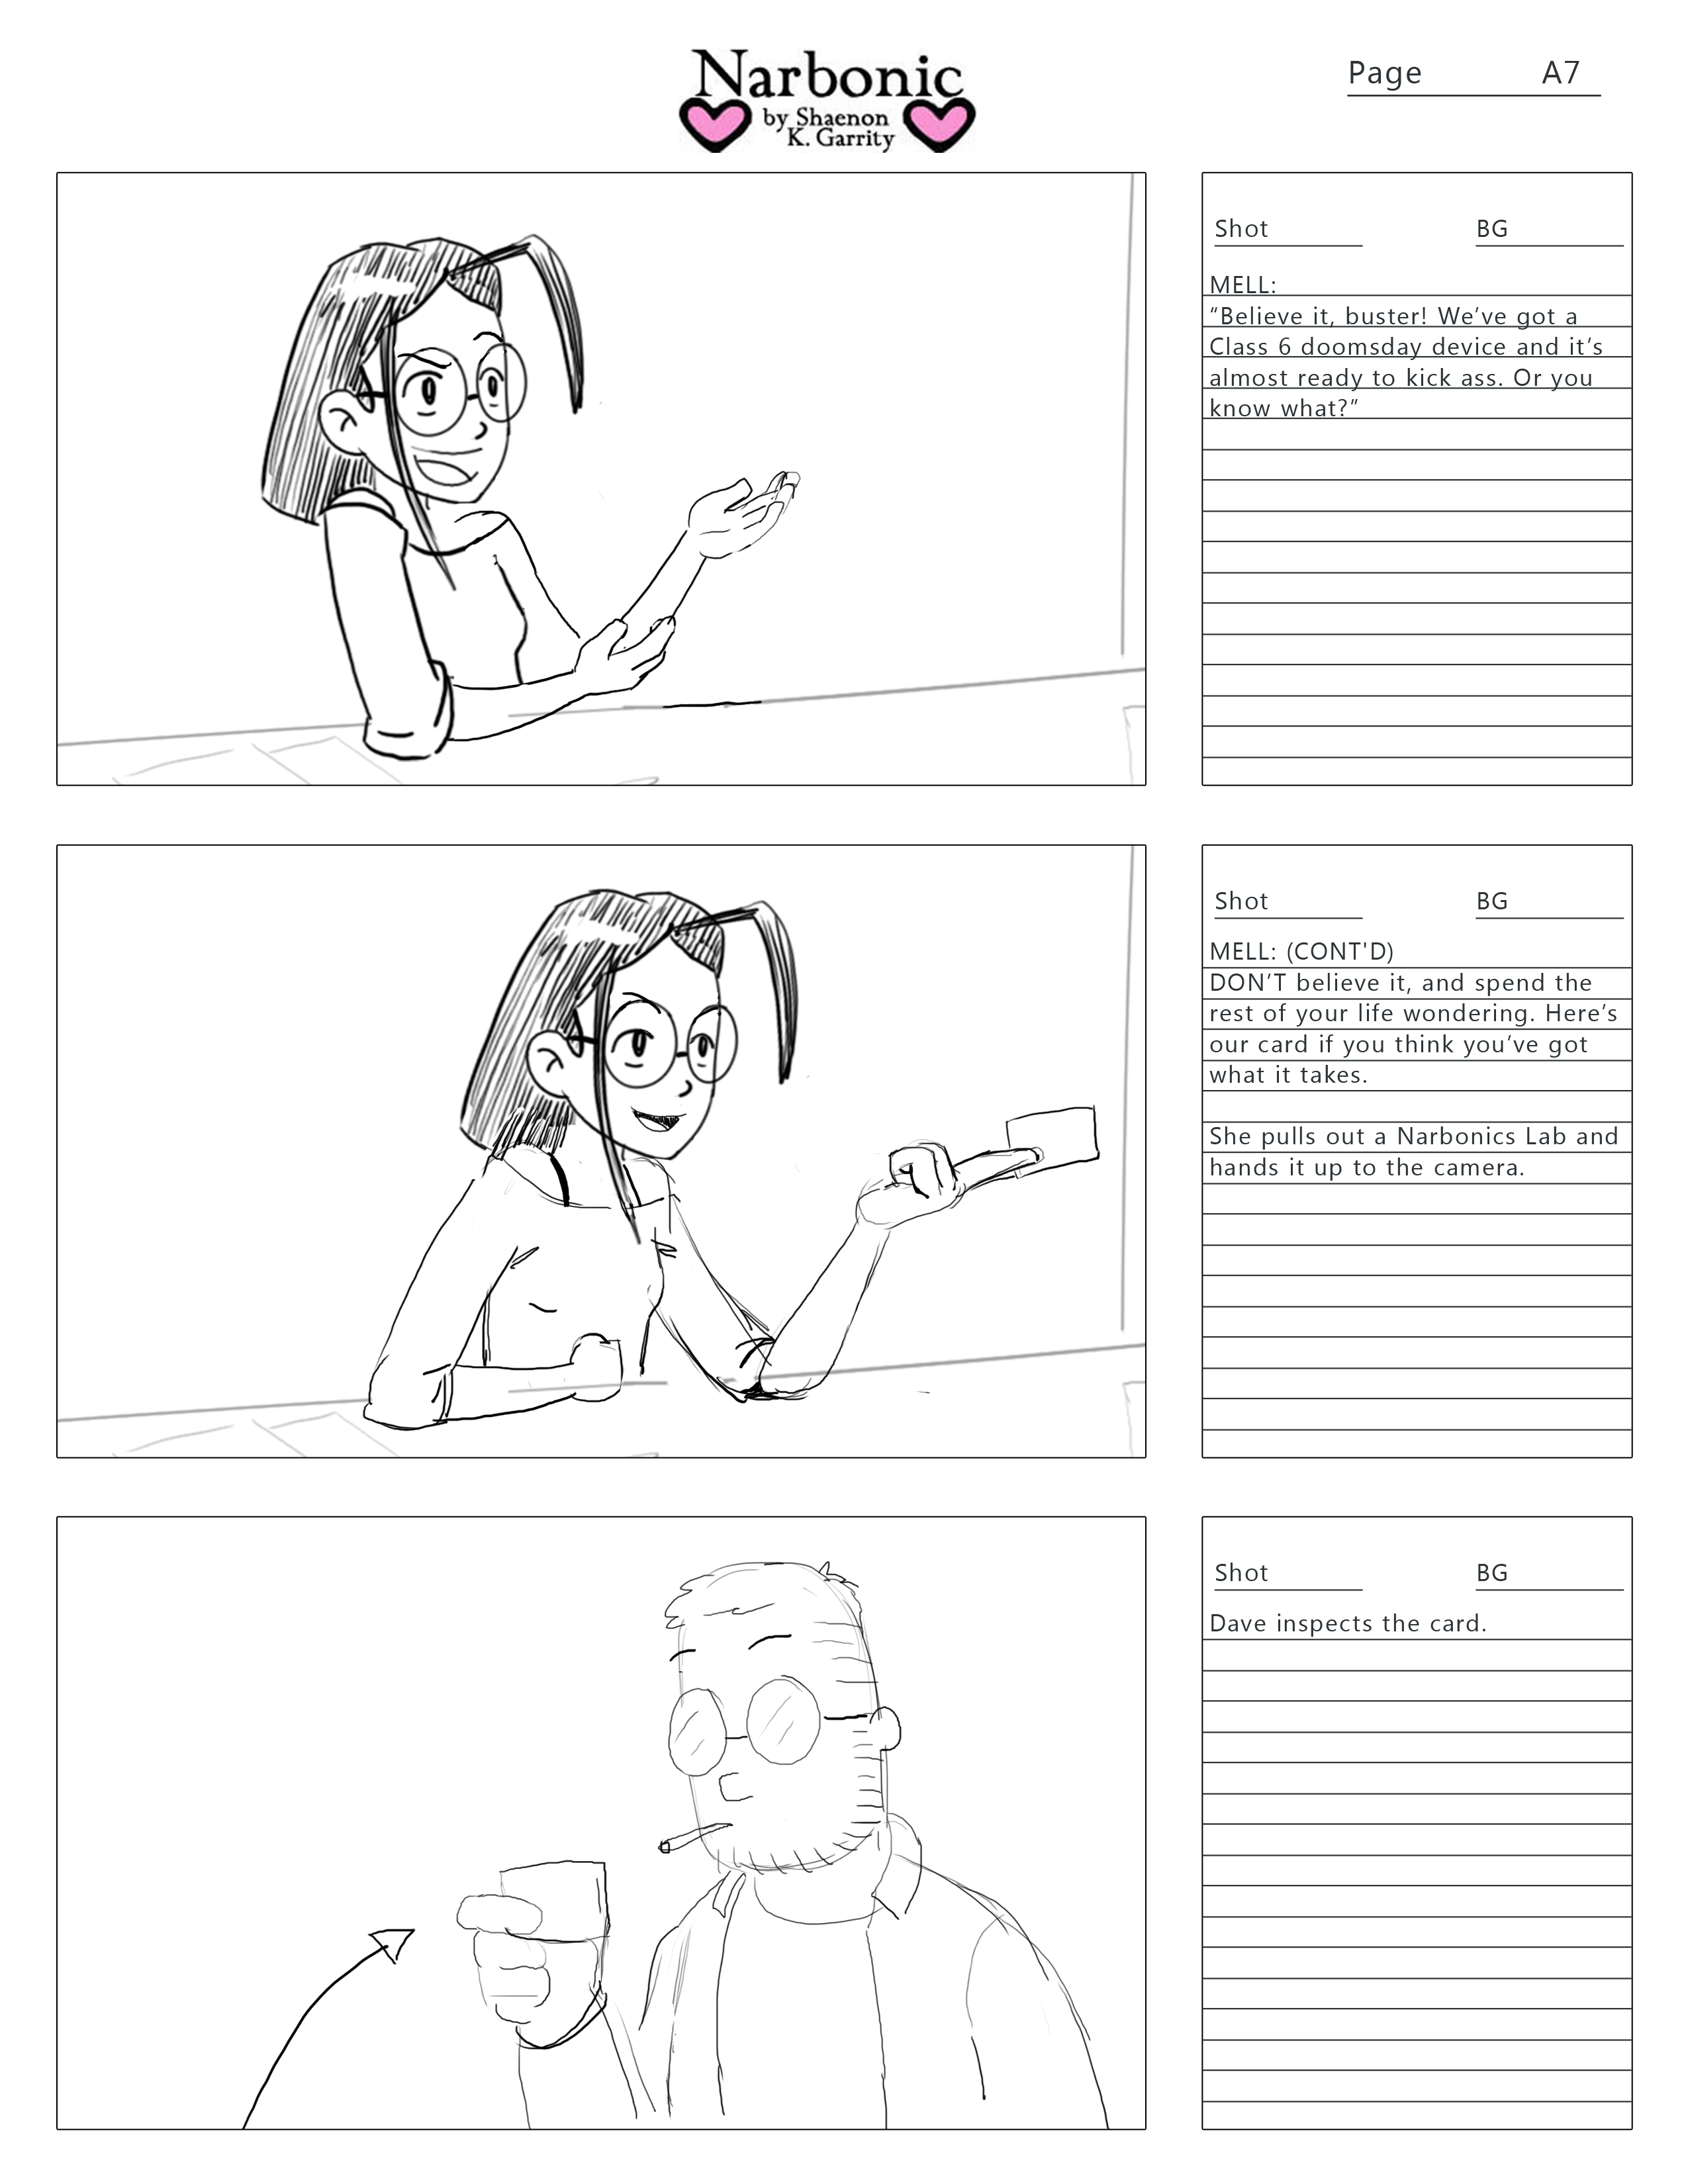 Narbonic
by Shaenon
K. Garrity
Page A7
Shot BG
MELL:
“Believe it, buster! We’ve got a
Class 6 doomsday device and it’s
almost ready to kick ass. Or you
know what?”
Shot BG
MELL: (CONT'D)
DON’T believe it, and spend the
rest of your life wondering. Here’s
our card if you think you’ve got
what it takes.
She pulls out a Narbonics Lab and
hands it up to the camera.
Shot BG
Dave inspects the card.